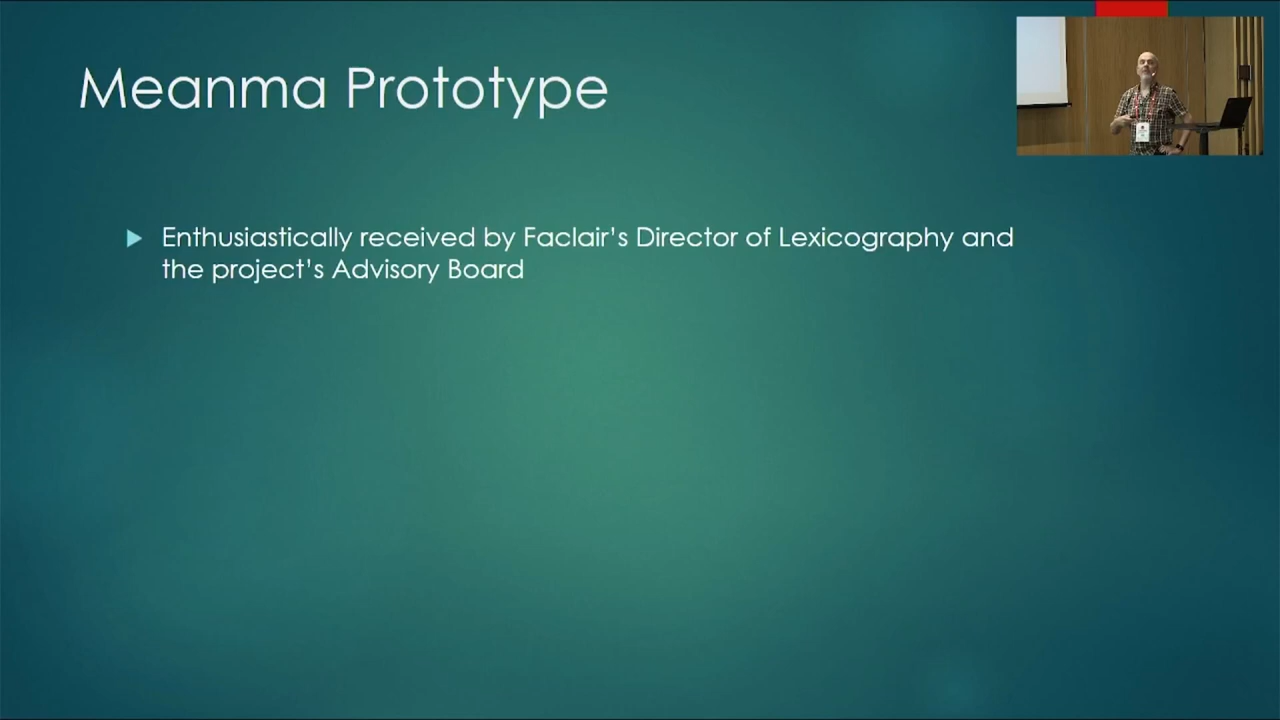 Meanma Prototype
Enthusiastically received by Faclair's Director of Lexicography and
the project's Advisory Board